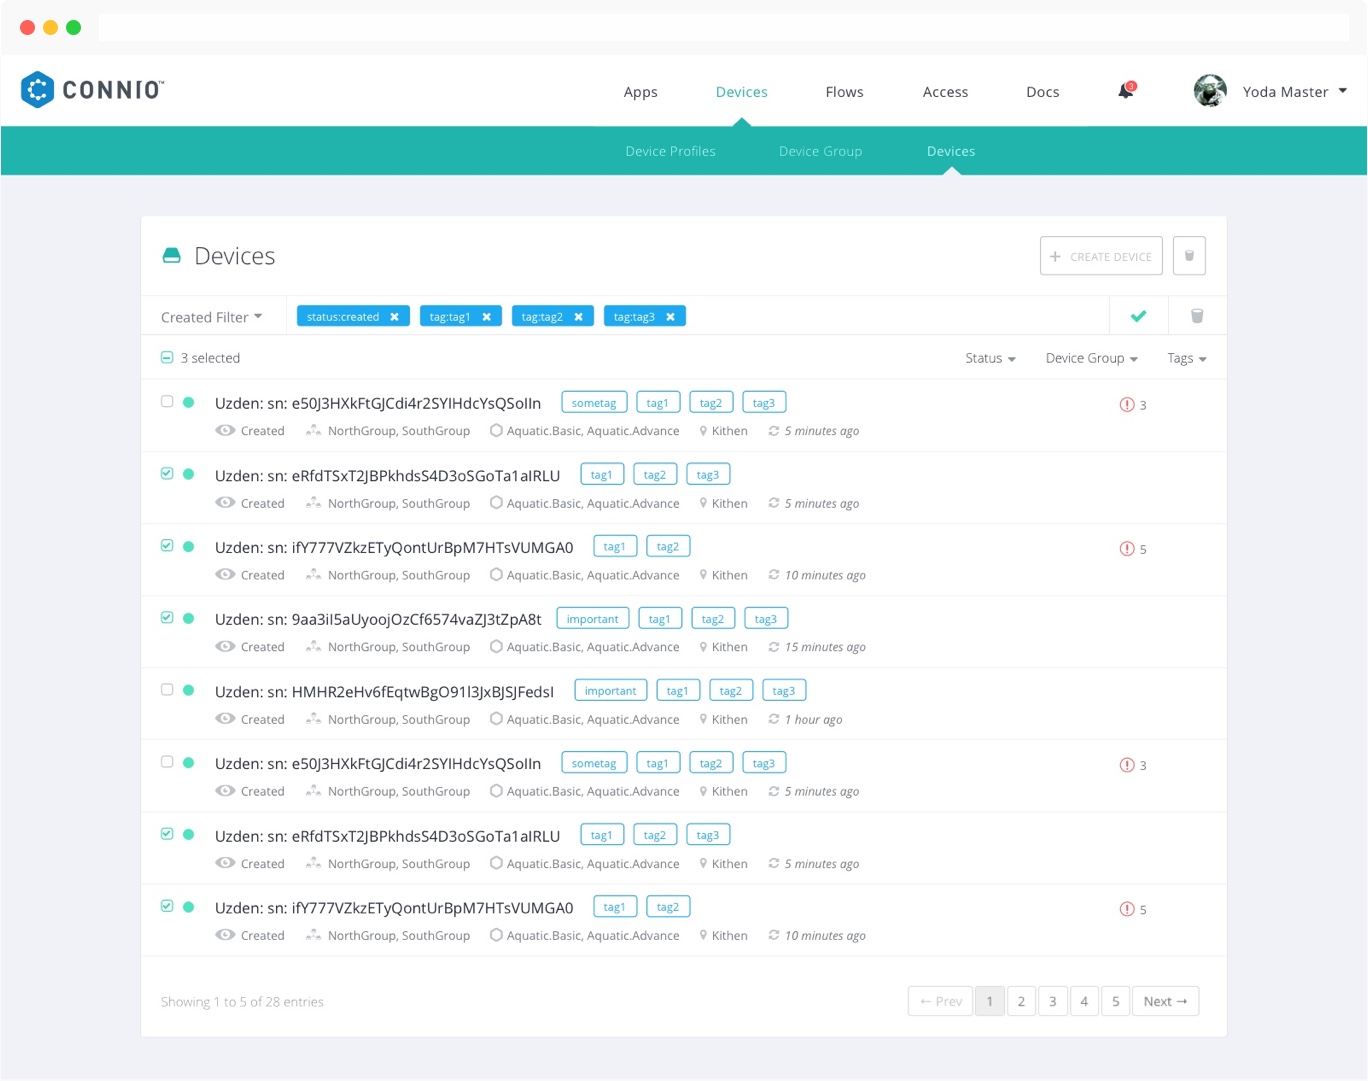 CONNIO™ Apps Devices Flows Access Docs 3 Yoda Master
Device Profiles Device Group Devices
Devices + CREATE DEVICE
Created Filter status:created × tag:tag1 × tag:tag2 × tag:tag3 ×
3 selected Status Device Group Tags
Uzden: sn: e50J3HXkFtGJCdi4r2SYIHdcYsQSoIIn sometag tag1 tag2 tag3 3
Created NorthGroup, SouthGroup Aquatic.Basic, Aquatic.Advance Kithen 5 minutes ago
Uzden: sn: eRfdTSxT2JBPkhdsS4D3oSGoTa1aIRLU tag1 tag2 tag3
Created NorthGroup, SouthGroup Aquatic.Basic, Aquatic.Advance Kithen 5 minutes ago
Uzden: sn: ifY777VZkzETyQontUrBpM7HTsVUMGA0 tag1 tag2 5
Created NorthGroup, SouthGroup Aquatic.Basic, Aquatic.Advance Kithen 10 minutes ago
Uzden: sn: 9aa3iI5aUyoojOzCf6574vaZJ3tZpA8t important tag1 tag2 tag3
Created NorthGroup, SouthGroup Aquatic.Basic, Aquatic.Advance Kithen 15 minutes ago
Uzden: sn: HMHR2eHv6fEqtwBgO91l3JxBJSJFedsI important tag1 tag2 tag3
Created NorthGroup, SouthGroup Aquatic.Basic, Aquatic.Advance Kithen 1 hour ago
Uzden: sn: e50J3HXkFtGJCdi4r2SYIHdcYsQSoIIn sometag tag1 tag2 tag3 3
Created NorthGroup, SouthGroup Aquatic.Basic, Aquatic.Advance Kithen 5 minutes ago
Uzden: sn: eRfdTSxT2JBPkhdsS4D3oSGoTa1aIRLU tag1 tag2 tag3
Created NorthGroup, SouthGroup Aquatic.Basic, Aquatic.Advance Kithen 5 minutes ago
Uzden: sn: ifY777VZkzETyQontUrBpM7HTsVUMGA0 tag1 tag2 5
Created NorthGroup, SouthGroup Aquatic.Basic, Aquatic.Advance Kithen 10 minutes ago
Showing 1 to 5 of 28 entries ← Prev 1 2 3 4 5 Next →